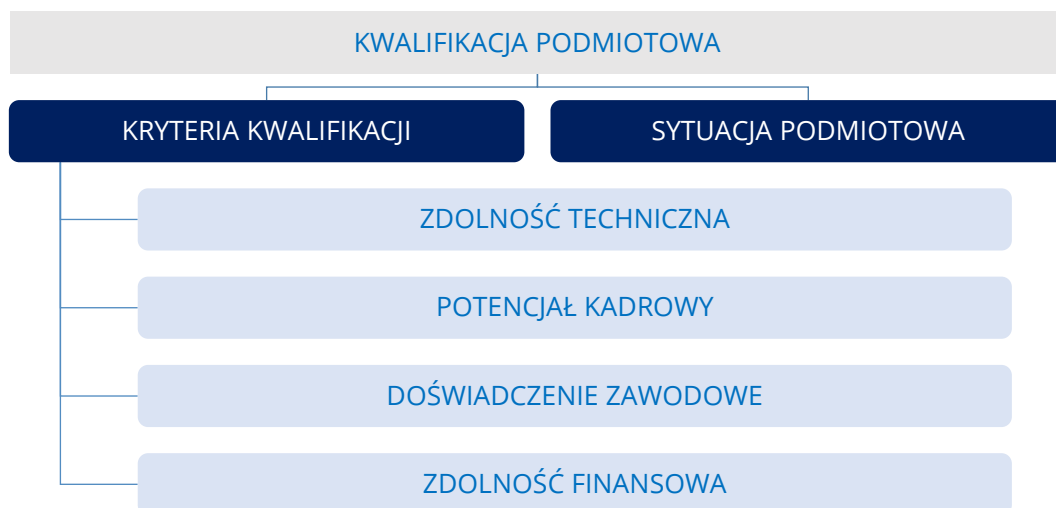 KWALIFIKACJA PODMIOTOWA
KRYTERIA KWALIFIKACJI
SYTUACJA PODMIOTOWA
ZDOLNOŚĆ TECHNICZNA
POTENCJAŁ KADROWY
DOŚWIADCZENIE ZAWODOWE
ZDOLNOŚĆ FINANSOWA